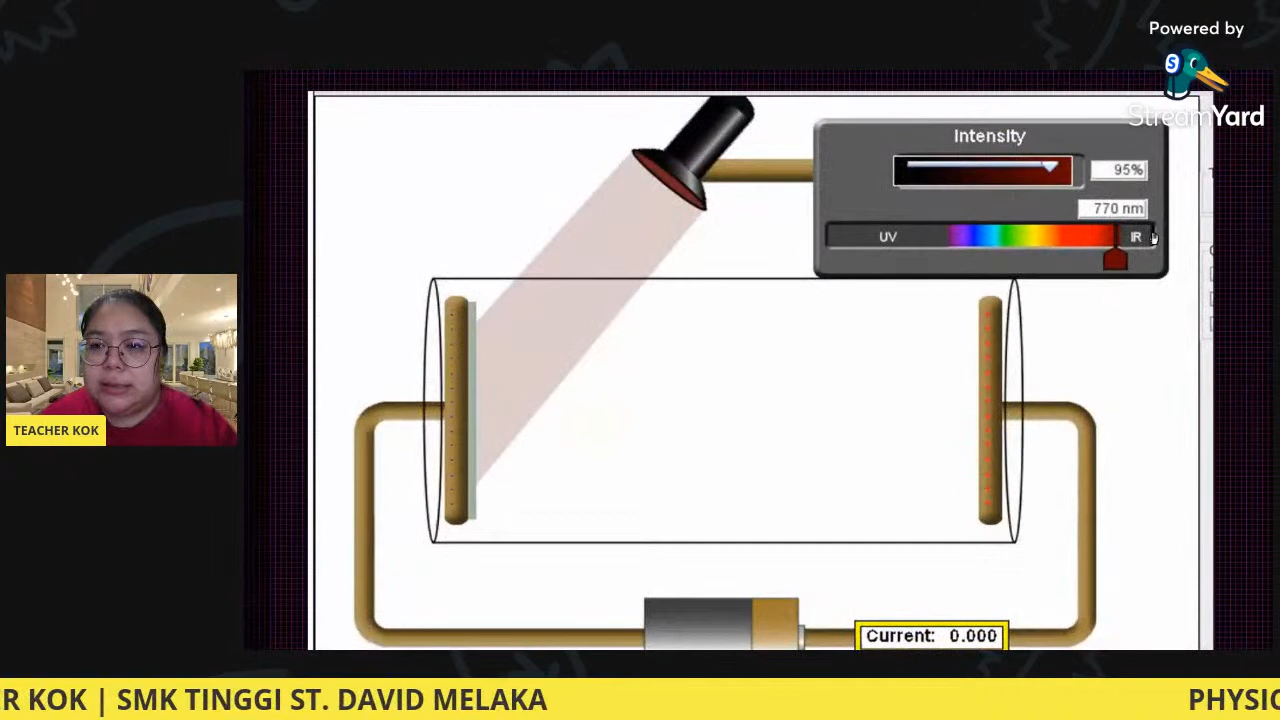 Powered by
StreamYard
Intensity
95%
770 nm
UV
IR
TEACHER KOK
Current: 0.000
ER KOK | SMK TINGGI ST. DAVID MELAKA
PHYSIC